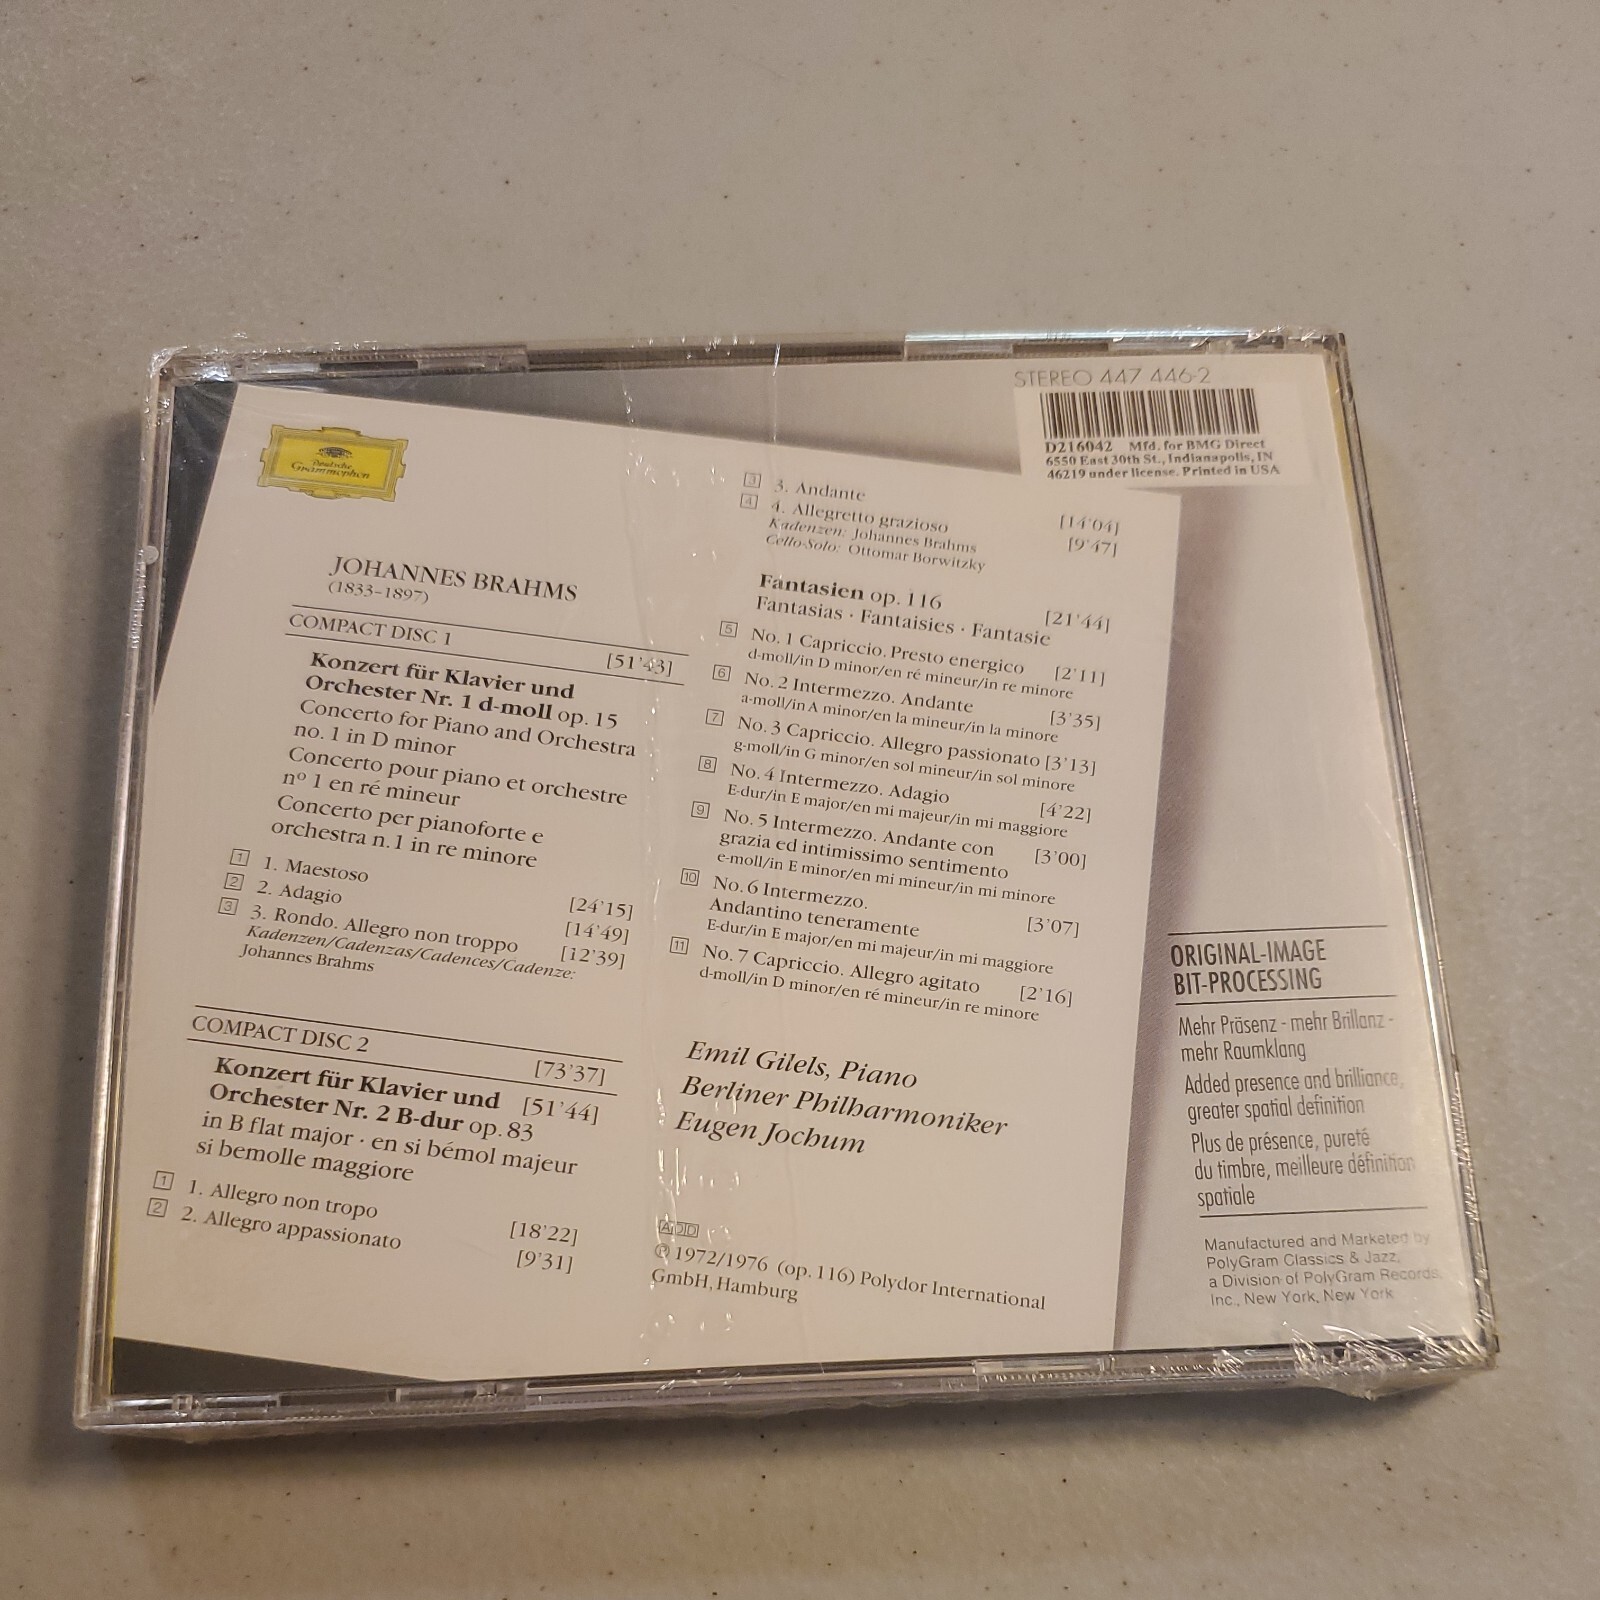 STEREO 447 446-2
D216042 Mfd. for BMG Direct
6550 East 30th St., Indianapolis, IN
46219 under license. Printed in USA
Deutsche
Grammophon
JOHANNES BRAHMS
(1833–1897)
COMPACT DISC 1 [51'43]
Konzert für Klavier und
Orchester Nr. 1 d-moll op. 15
Concerto for Piano and Orchestra
no. 1 in D minor
Concerto pour piano et orchestre
nº 1 en ré mineur
Concerto per pianoforte e
orchestra n. 1 in re minore
1 1. Maestoso [24'15]
2 2. Adagio [14'49]
3 3. Rondo. Allegro non troppo [12'39]
Kadenzen/Cadenzas/Cadences/Cadenze:
Johannes Brahms
COMPACT DISC 2 [73'37]
Konzert für Klavier und [51'44]
Orchester Nr. 2 B-dur op. 83
in B flat major · en si bémol majeur
si bemolle maggiore
1 1. Allegro non tropo [18'22]
2 2. Allegro appassionato [9'31]
3 3. Andante [14'04]
4 4. Allegretto grazioso [9'47]
Kadenzen: Johannes Brahms
Cello-Solo: Ottomar Borwitzky
Fantasien op. 116 [21'44]
Fantasias · Fantaisies · Fantasie
5 No. 1 Capriccio. Presto energico [2'11]
d-moll/in D minor/en ré mineur/in re minore
6 No. 2 Intermezzo. Andante [3'35]
a-moll/in A minor/en la mineur/in la minore
7 No. 3 Capriccio. Allegro passionato [3'13]
g-moll/in G minor/en sol mineur/in sol minore
8 No. 4 Intermezzo. Adagio [4'22]
E-dur/in E major/en mi majeur/in mi maggiore
9 No. 5 Intermezzo. Andante con [3'00]
grazia ed intimissimo sentimento
e-moll/in E minor/en mi mineur/in mi minore
10 No. 6 Intermezzo.
Andantino teneramente [3'07]
E-dur/in E major/en mi majeur/in mi maggiore
11 No. 7 Capriccio. Allegro agitato [2'16]
d-moll/in D minor/en ré mineur/in re minore
Emil Gilels, Piano
Berliner Philharmoniker
Eugen Jochum
ADD
℗ 1972/1976 (op. 116) Polydor International
GmbH, Hamburg
ORIGINAL-IMAGE
BIT-PROCESSING
Mehr Präsenz - mehr Brillanz -
mehr Raumklang
Added presence and brilliance,
greater spatial definition
Plus de présence, pureté
du timbre, meilleure définition
spatiale
Manufactured and Marketed by
PolyGram Classics & Jazz,
a Division of PolyGram Records,
Inc., New York, New York